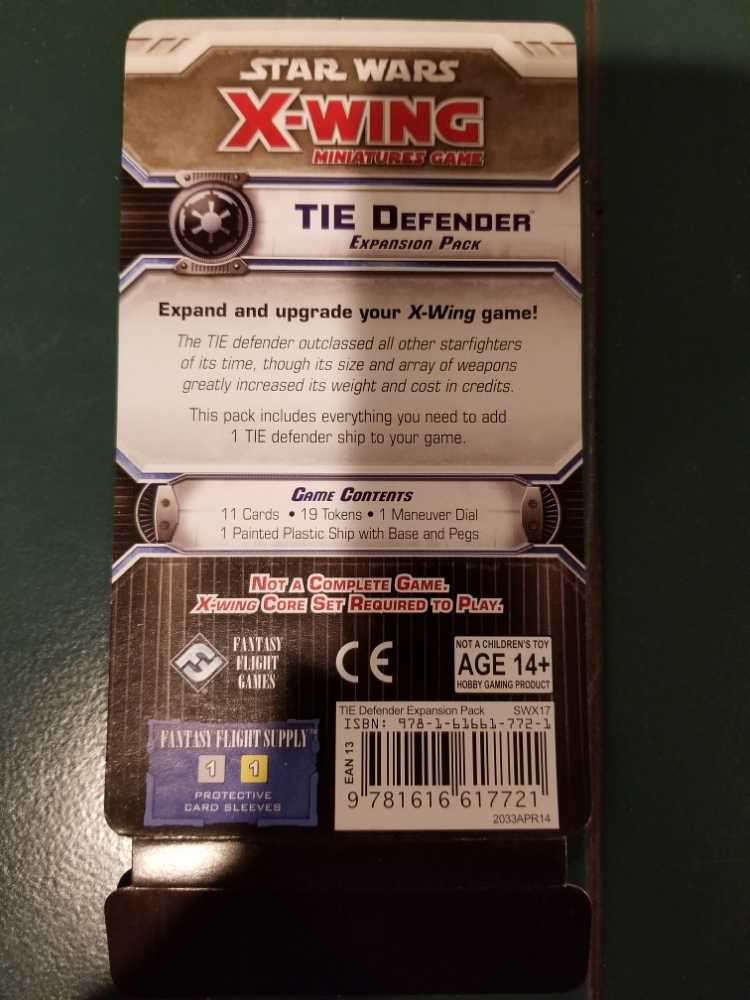 STAR WARS
X-WING
MINIATURES GAME
TIE DEFENDER™
EXPANSION PACK
Expand and upgrade your X-Wing game!
The TIE defender outclassed all other starfighters
of its time, though its size and array of weapons
greatly increased its weight and cost in credits.
This pack includes everything you need to add
1 TIE defender ship to your game.
GAME CONTENTS
11 Cards • 19 Tokens • 1 Maneuver Dial
1 Painted Plastic Ship with Base and Pegs
NOT A COMPLETE GAME.
X-WING CORE SET REQUIRED TO PLAY.
FANTASY
FLIGHT
GAMES
CE
NOT A CHILDREN'S TOY
AGE 14+
HOBBY GAMING PRODUCT
FANTASY FLIGHT SUPPLY™
1 1
PROTECTIVE
CARD SLEEVES
TIE Defender Expansion Pack SWX17
ISBN: 978-1-61661-772-1
EAN 13
9 781616 617721
2033APR14